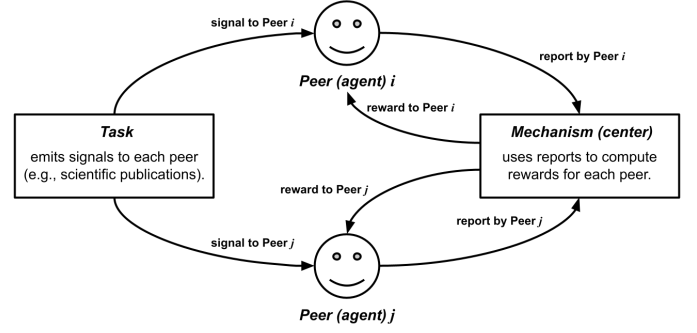 signal to Peer i
report by Peer i
Peer (agent) i
reward to Peer i
Task
emits signals to each peer
(e.g., scientific publications).
Mechanism (center)
uses reports to compute
rewards for each peer.
reward to Peer j
report by Peer j
signal to Peer j
Peer (agent) j